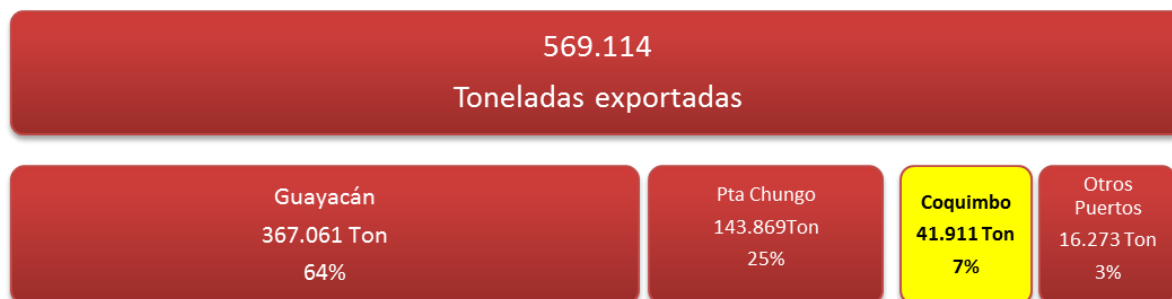 569.114
Toneladas exportadas
Guayacán
367.061 Ton
64%
Pta Chungo
143.869Ton
25%
Coquimbo
41.911 Ton
7%
Otros
Puertos
16.273 Ton
3%